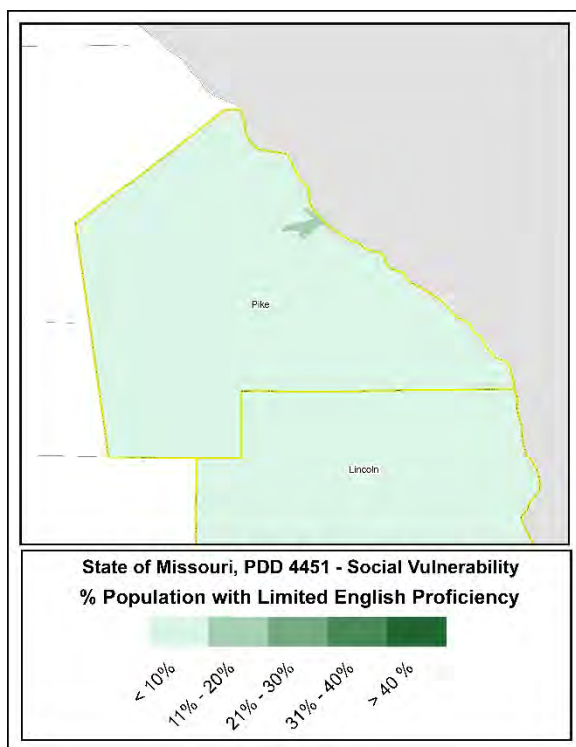 Pike
Lincoln
State of Missouri, PDD 4451 - Social Vulnerability
% Population with Limited English Proficiency
< 10%
11% - 20%
21% - 30%
31% - 40%
> 40 %